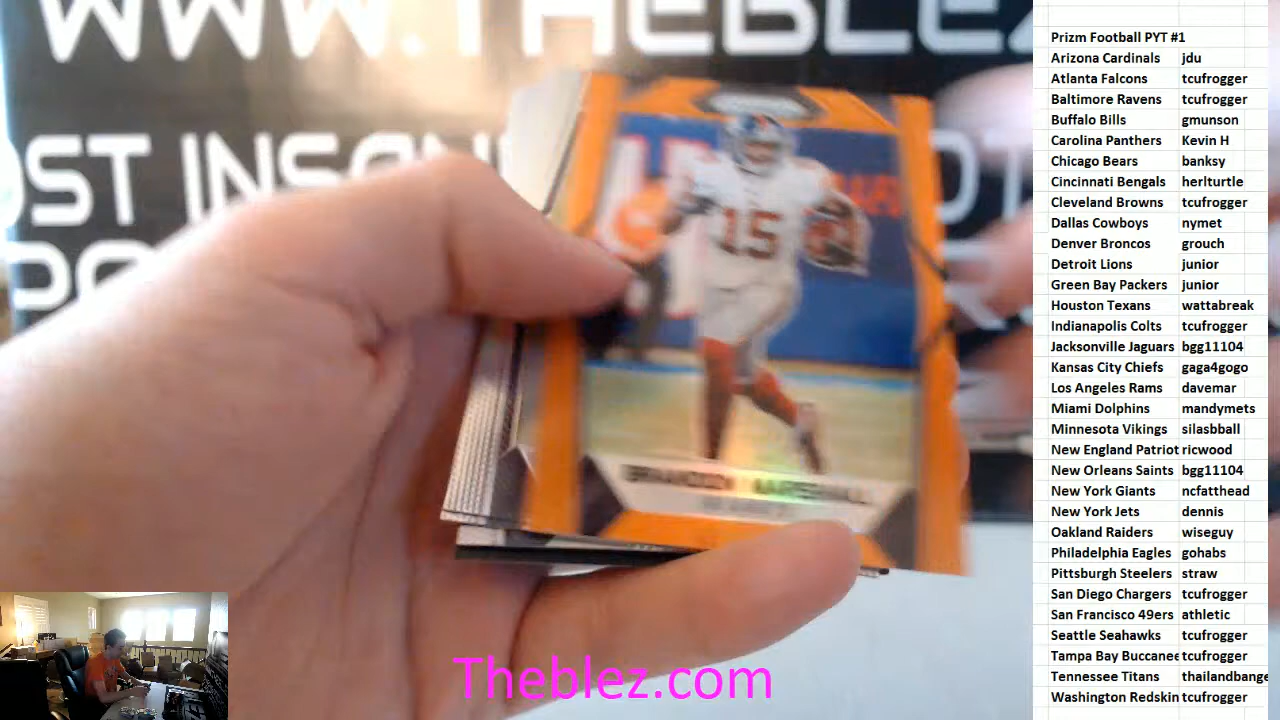 WWW.THEBLEZ
OST INSAN
PO
15
BRANDON MARSHALL
Theblez.com
Prizm Football PYT #1
Arizona Cardinals jdu
Atlanta Falcons tcufrogger
Baltimore Ravens tcufrogger
Buffalo Bills gmunson
Carolina Panthers Kevin H
Chicago Bears banksy
Cincinnati Bengals herlturtle
Cleveland Browns tcufrogger
Dallas Cowboys nymet
Denver Broncos grouch
Detroit Lions junior
Green Bay Packers junior
Houston Texans wattabreak
Indianapolis Colts tcufrogger
Jacksonville Jaguars bgg11104
Kansas City Chiefs gaga4gogo
Los Angeles Rams davemar
Miami Dolphins mandymets
Minnesota Vikings silasbball
New England Patriot ricwood
New Orleans Saints bgg11104
New York Giants ncfatthead
New York Jets dennis
Oakland Raiders wiseguy
Philadelphia Eagles gohabs
Pittsburgh Steelers straw
San Diego Chargers tcufrogger
San Francisco 49ers athletic
Seattle Seahawks tcufrogger
Tampa Bay Buccanee tcufrogger
Tennessee Titans thailandbange
Washington Redskin tcufrogger